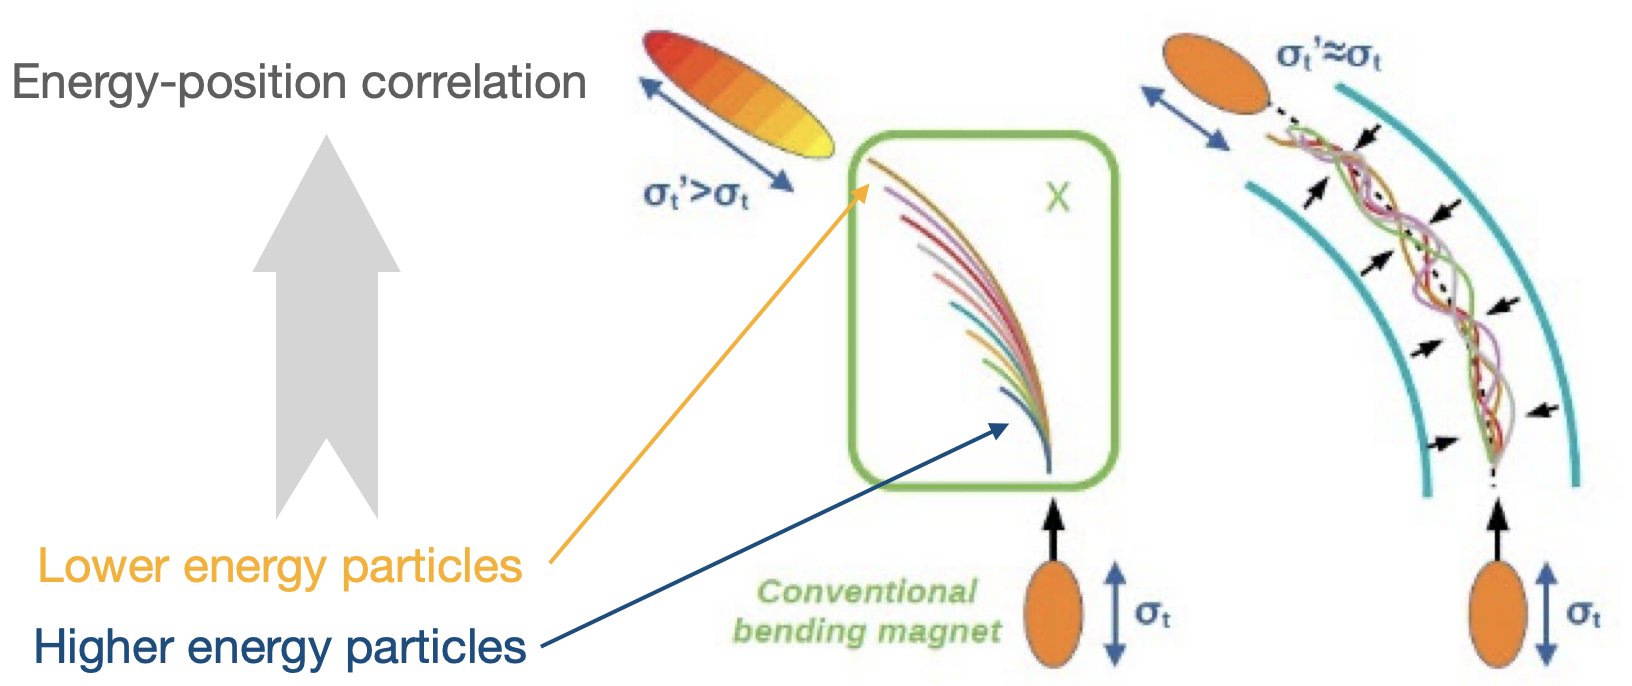 Energy-position correlation
σt'>σt
σt'≈σt
X
Lower energy particles
Higher energy particles
Conventional
bending magnet
σt
σt